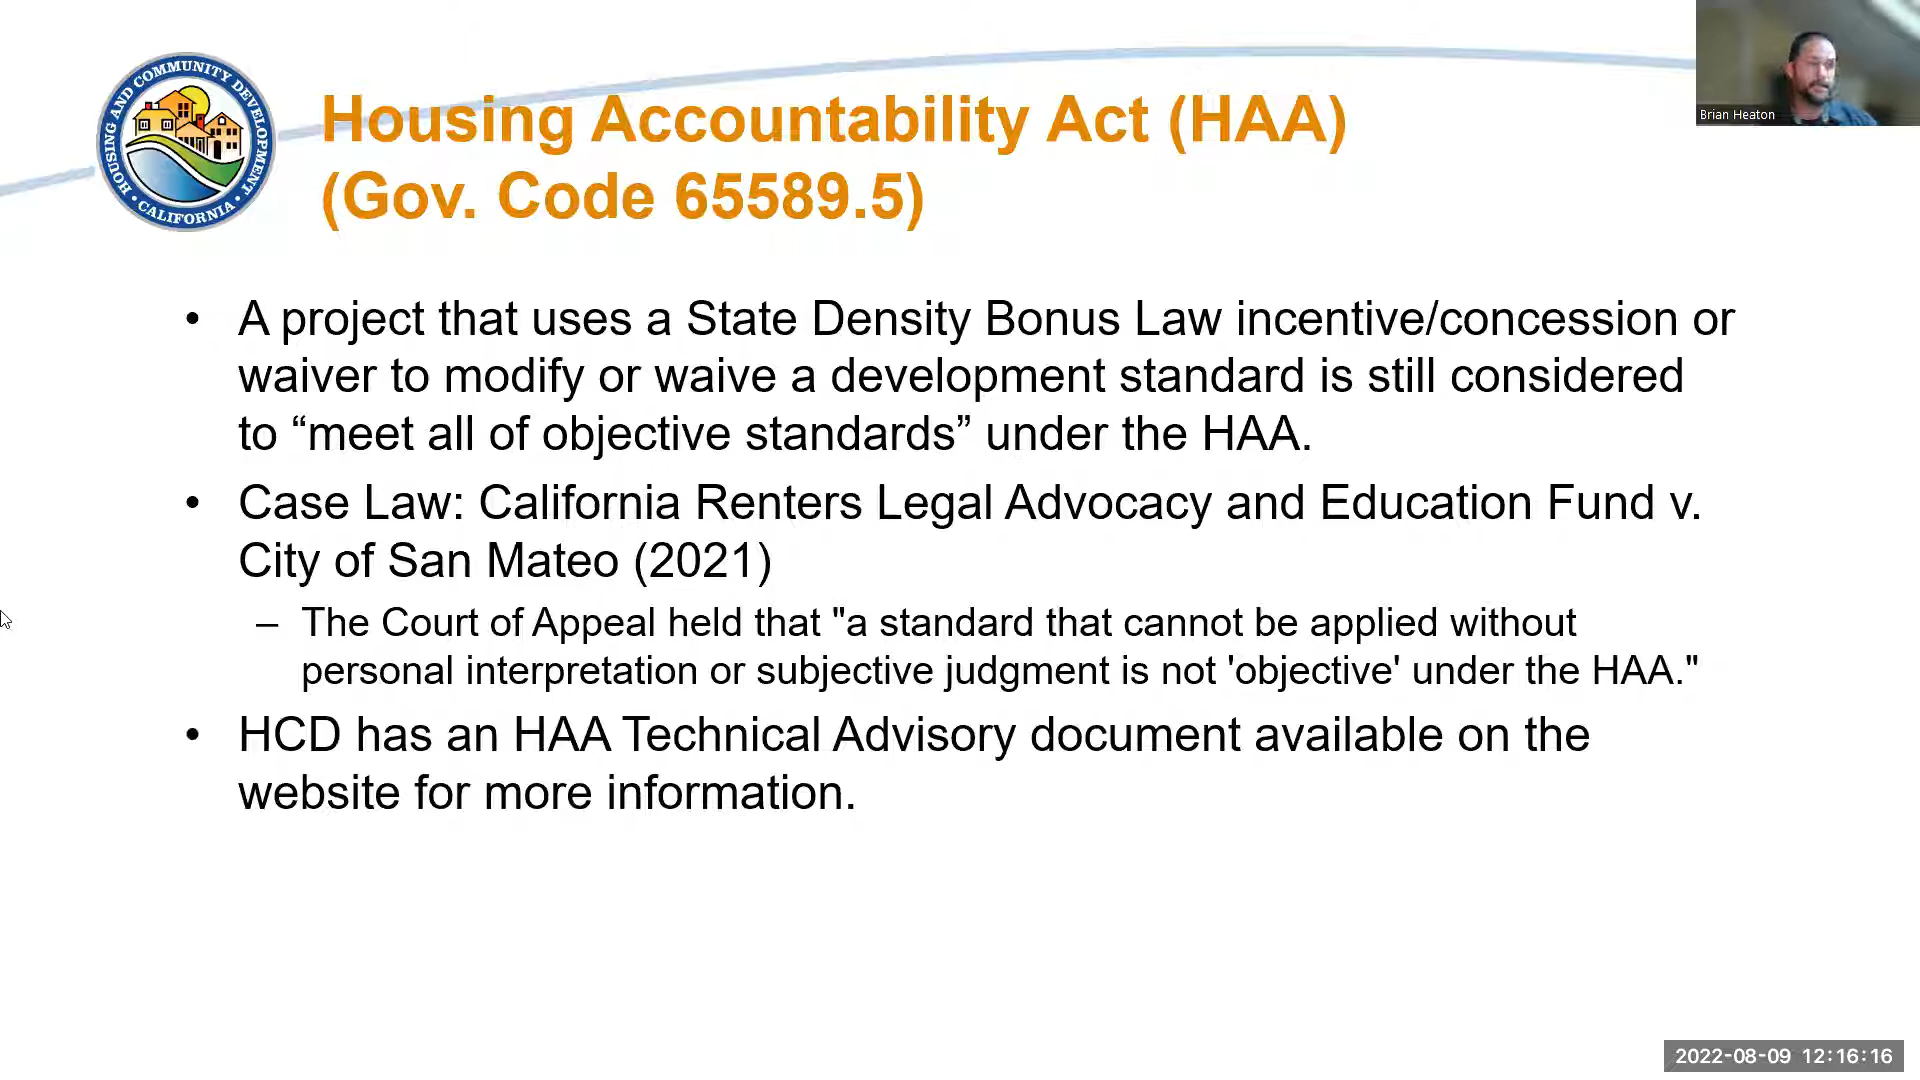 HOUSING AND COMMUNITY DEVELOPMENT
• CALIFORNIA •
Housing Accountability Act (HAA)
(Gov. Code 65589.5)
Brian Heaton
• A project that uses a State Density Bonus Law incentive/concession or
waiver to modify or waive a development standard is still considered
to “meet all of objective standards” under the HAA.
• Case Law: California Renters Legal Advocacy and Education Fund v.
City of San Mateo (2021)
– The Court of Appeal held that "a standard that cannot be applied without
personal interpretation or subjective judgment is not 'objective' under the HAA."
• HCD has an HAA Technical Advisory document available on the
website for more information.
2022-08-09 12:16:16